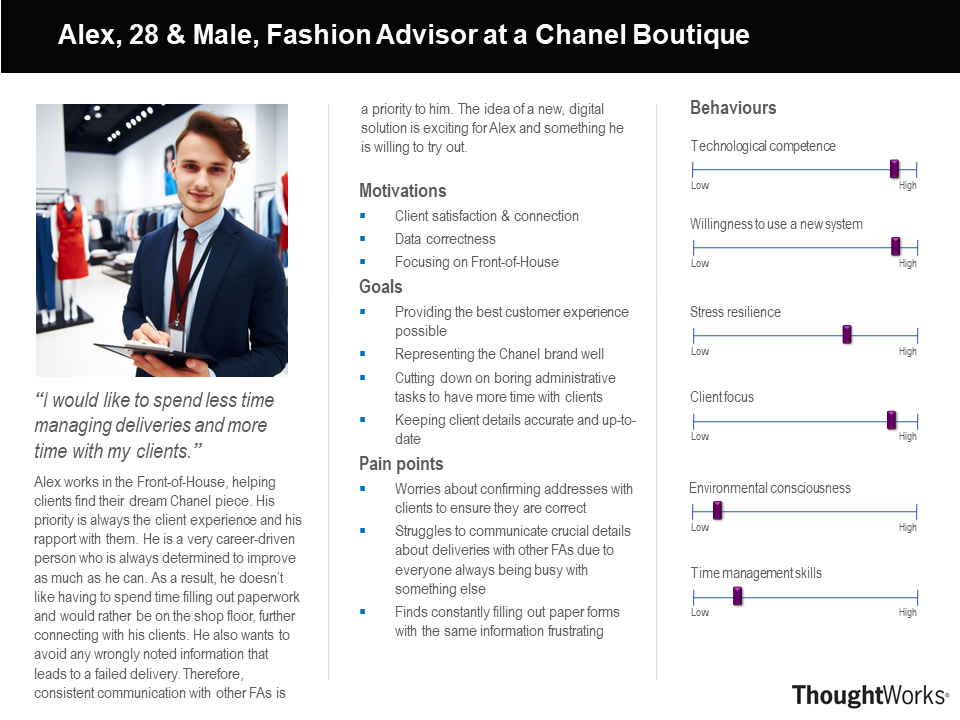 Alex, 28 & Male, Fashion Advisor at a Chanel Boutique
“I would like to spend less time
managing deliveries and more
time with my clients.”
Alex works in the Front-of-House, helping
clients find their dream Chanel piece. His
priority is always the client experience and his
rapport with them. He is a very career-driven
person who is always determined to improve
as much as he can. As a result, he doesn’t
like having to spend time filling out paperwork
and would rather be on the shop floor, further
connecting with his clients. He also wants to
avoid any wrongly noted information that
leads to a failed delivery. Therefore,
consistent communication with other FAs is
a priority to him. The idea of a new, digital
solution is exciting for Alex and something he
is willing to try out.
Motivations
▪ Client satisfaction & connection
▪ Data correctness
▪ Focusing on Front-of-House
Goals
▪ Providing the best customer experience
possible
▪ Representing the Chanel brand well
▪ Cutting down on boring administrative
tasks to have more time with clients
▪ Keeping client details accurate and up-to-
date
Pain points
▪ Worries about confirming addresses with
clients to ensure they are correct
▪ Struggles to communicate crucial details
about deliveries with other FAs due to
everyone always being busy with
something else
▪ Finds constantly filling out paper forms
with the same information frustrating
Behaviours
Technological competence
Low High
Willingness to use a new system
Low High
Stress resilience
Low High
Client focus
Low High
Environmental consciousness
Low High
Time management skills
Low High
ThoughtWorks®